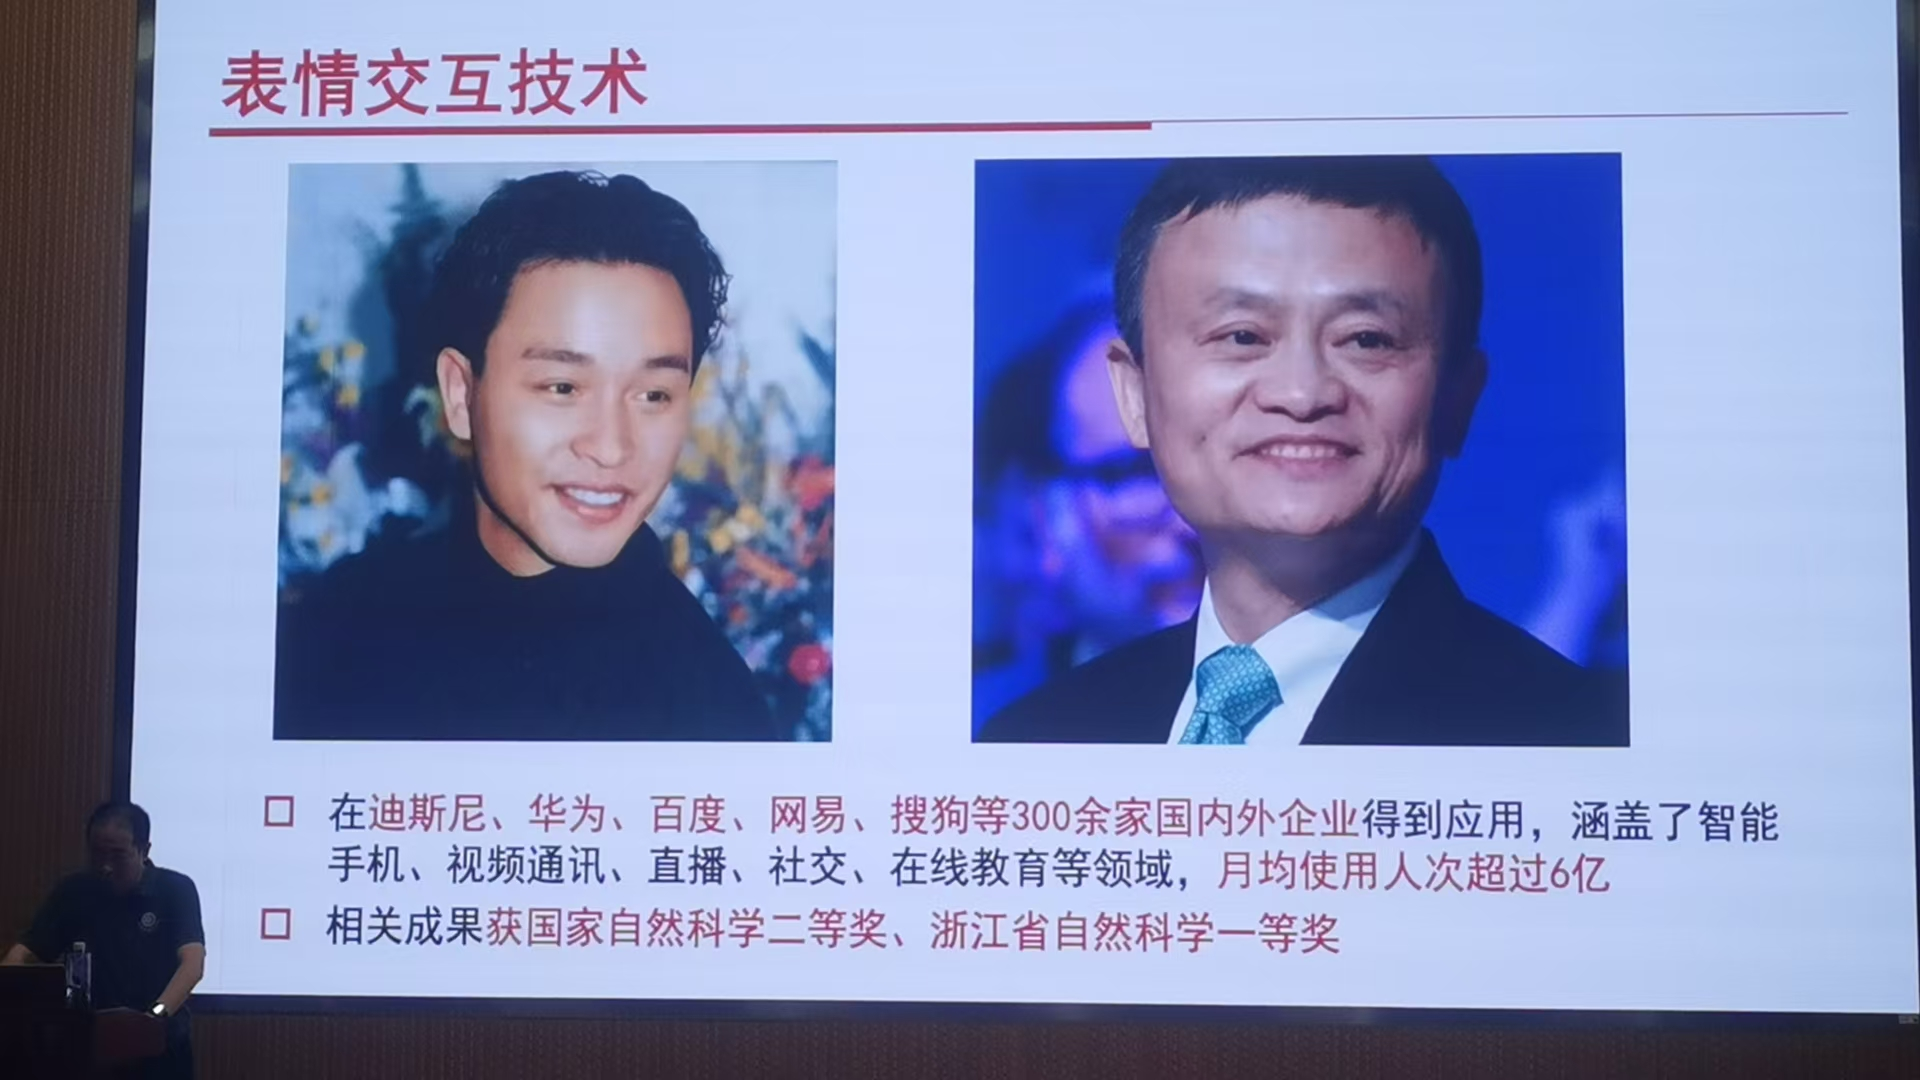 表情交互技术
在迪斯尼、华为、百度、网易、搜狗等300余家国内外企业得到应用，涵盖了智能
手机、视频通讯、直播、社交、在线教育等领域，月均使用人次超过6亿
相关成果获国家自然科学二等奖、浙江省自然科学一等奖